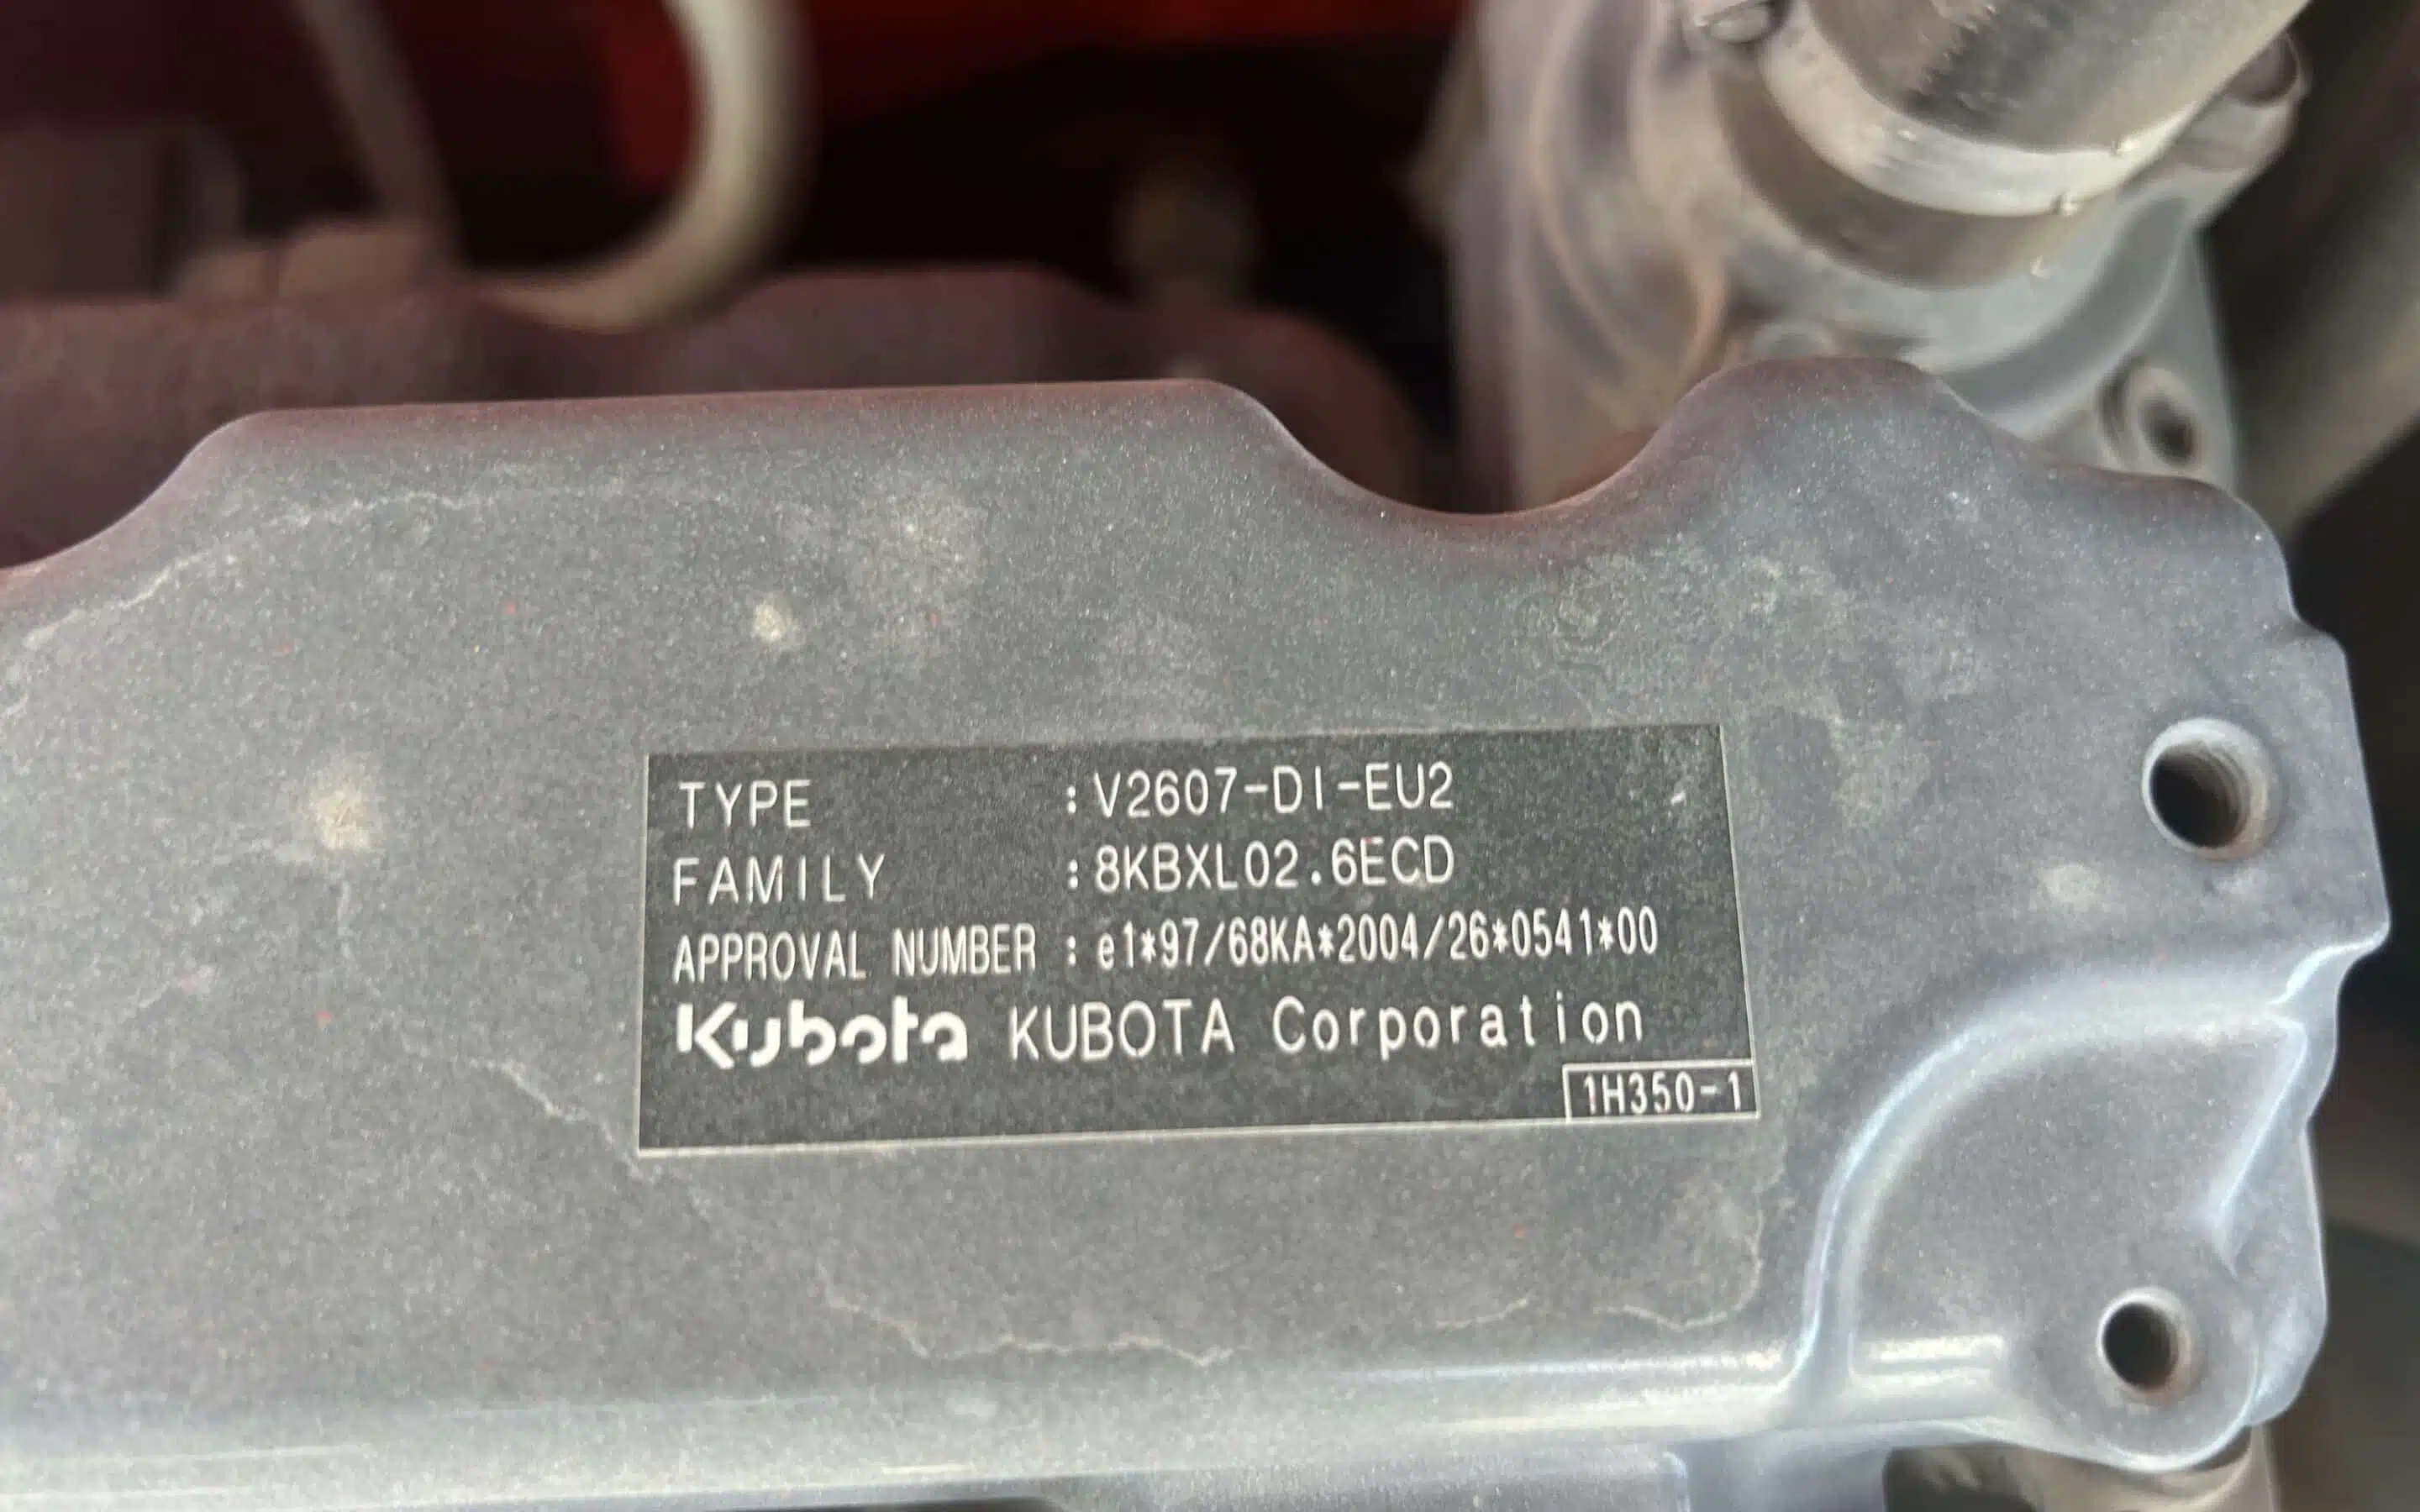 TYPE : V2607-DI-EU2
FAMILY : 8KBXL02.6ECD
APPROVAL NUMBER : e1*97/68KA*2004/26*0541*00
Kubota KUBOTA Corporation
1H350-1